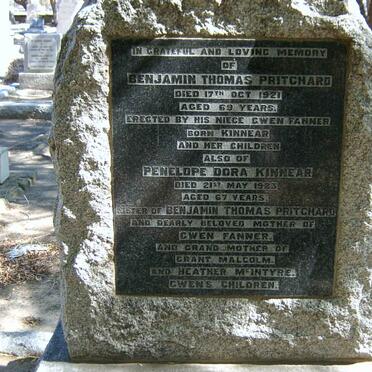 IN GRATEFUL AND LOVING MEMORY
OF
BENJAMIN THOMAS PRITCHARD
DIED 17TH OCT 1921
AGED 69 YEARS.
ERECTED BY HIS NIECE GWEN FANNER
BORN KINNEAR
AND HER CHILDREN
ALSO OF
PENELOPE DORA KINNEAR
DIED 21ST MAY 1923
AGED 67 YEARS
SISTER OF BENJAMIN THOMAS PRITCHARD
AND DEARLY BELOVED MOTHER OF
GWEN FANNER
AND GRAND MOTHER OF
GRANT, MALCOLM,
AND HEATHER McINTYRE,
GWENS CHILDREN.